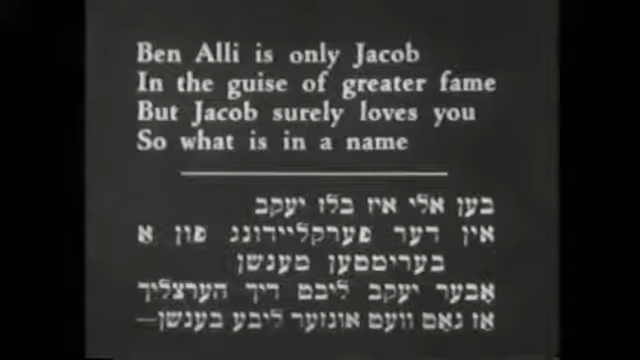 Ben Alli is only Jacob
In the guise of greater fame
But Jacob surely loves you
So what is in a name
בען אלי איז בלוז יעקב
אין דער פערקליידונג פון א
בערימטען מענשן
אבער יעקב ליבט דיך הערצליך
אז גאט וועט אונזער ליבע בענשן—